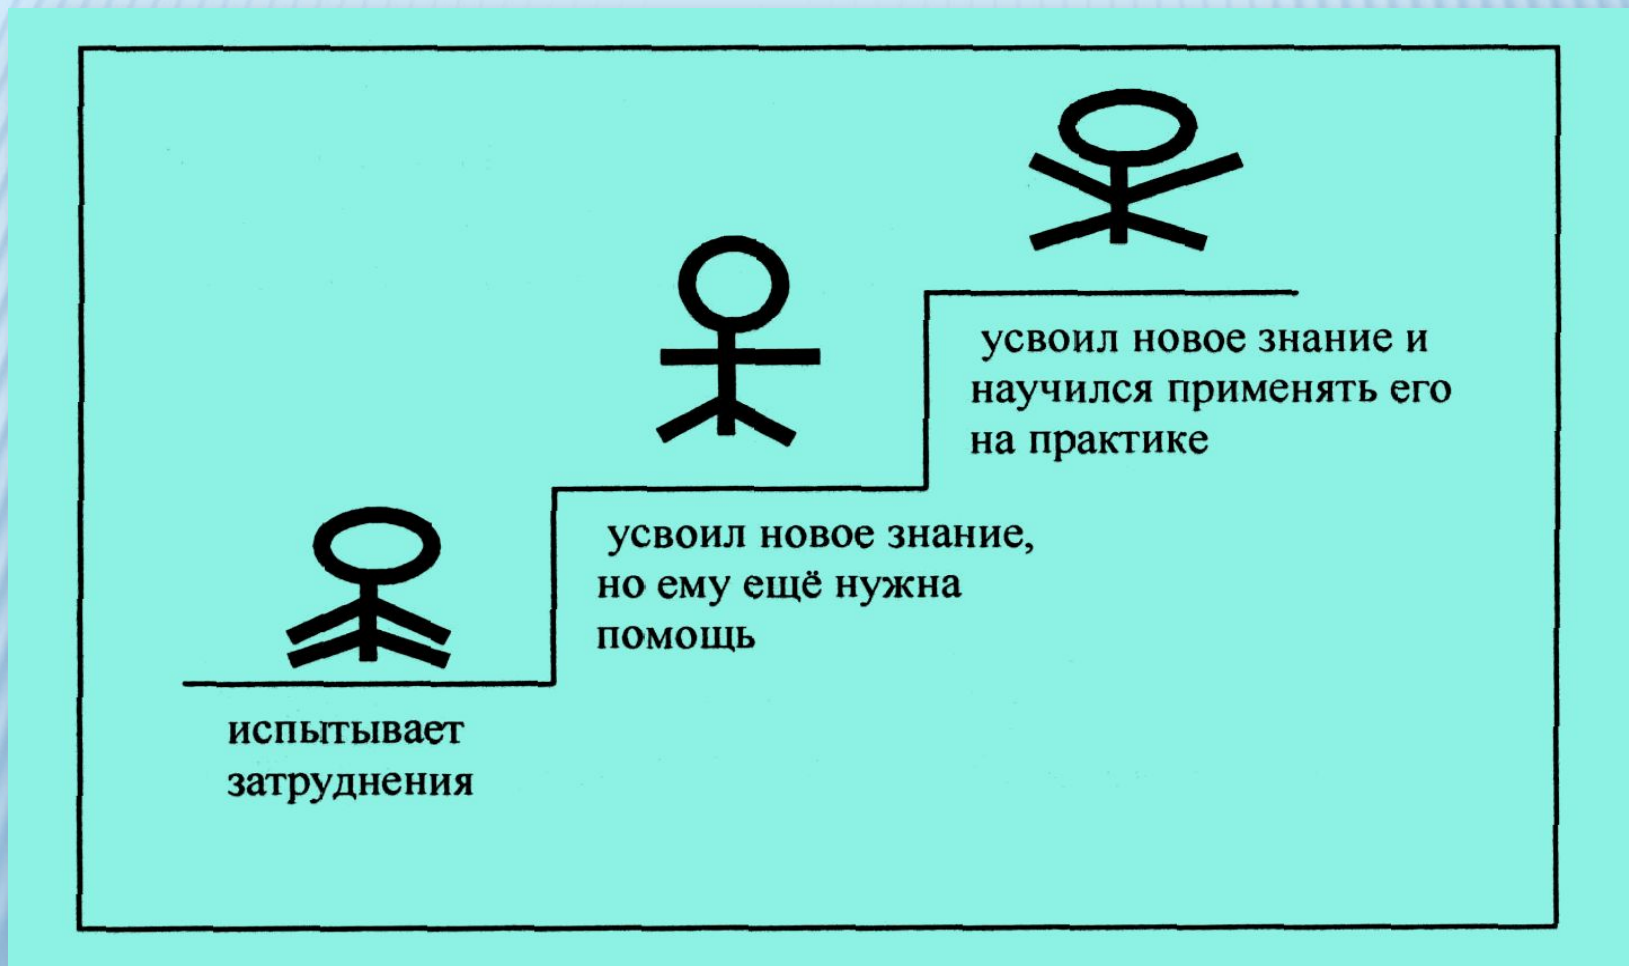 усвоил новое знание и
научился применять его
на практике
усвоил новое знание,
но ему ещё нужна
помощь
испытывает
затруднения